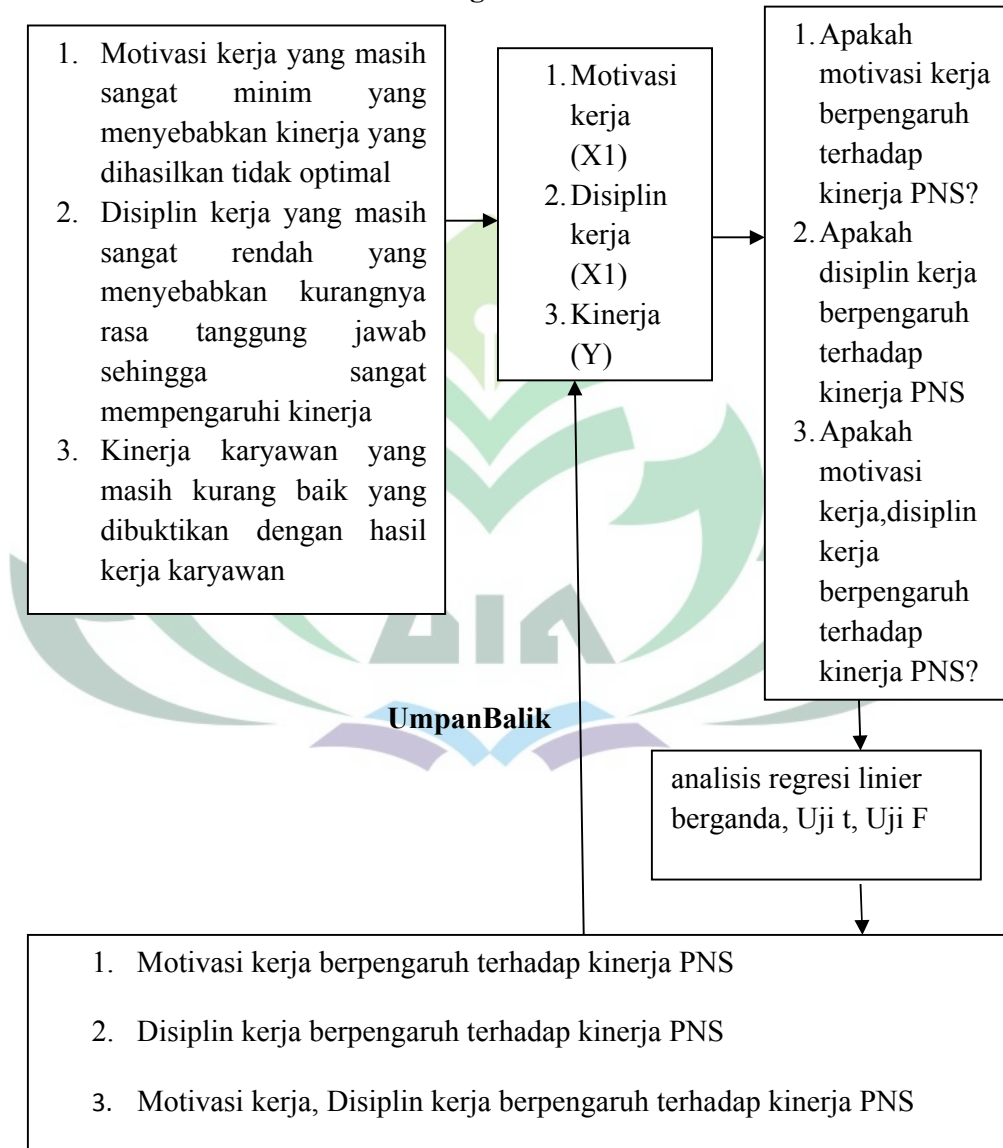 1. Motivasi kerja yang masih
sangat minim yang
menyebabkan kinerja yang
dihasilkan tidak optimal
2. Disiplin kerja yang masih
sangat rendah yang
menyebabkan kurangnya
rasa tanggung jawab
sehingga sangat
mempengaruhi kinerja
3. Kinerja karyawan yang
masih kurang baik yang
dibuktikan dengan hasil
kerja karyawan
1. Motivasi
kerja
(X1)
2. Disiplin
kerja
(X1)
3. Kinerja
(Y)
1. Apakah
motivasi kerja
berpengaruh
terhadap
kinerja PNS?
2. Apakah
disiplin kerja
berpengaruh
terhadap
kinerja PNS
3. Apakah
motivasi
kerja,disiplin
kerja
berpengaruh
terhadap
kinerja PNS?
UmpanBalik
analisis regresi linier
berganda, Uji t, Uji F
1. Motivasi kerja berpengaruh terhadap kinerja PNS
2. Disiplin kerja berpengaruh terhadap kinerja PNS
3. Motivasi kerja, Disiplin kerja berpengaruh terhadap kinerja PNS